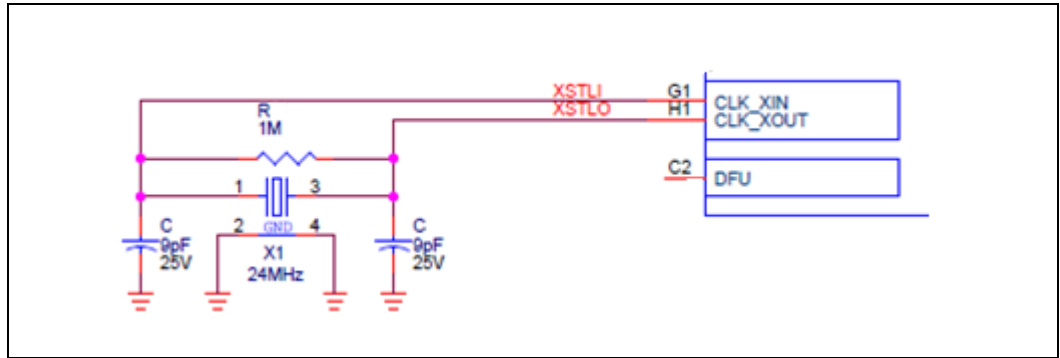 XSTLI G1 CLK_XIN
XSTLO H1 CLK_XOUT
R
1M
C2 DFU
1 3
2 GND 4
C
9pF
25V
X1
24MHz
C
9pF
25V